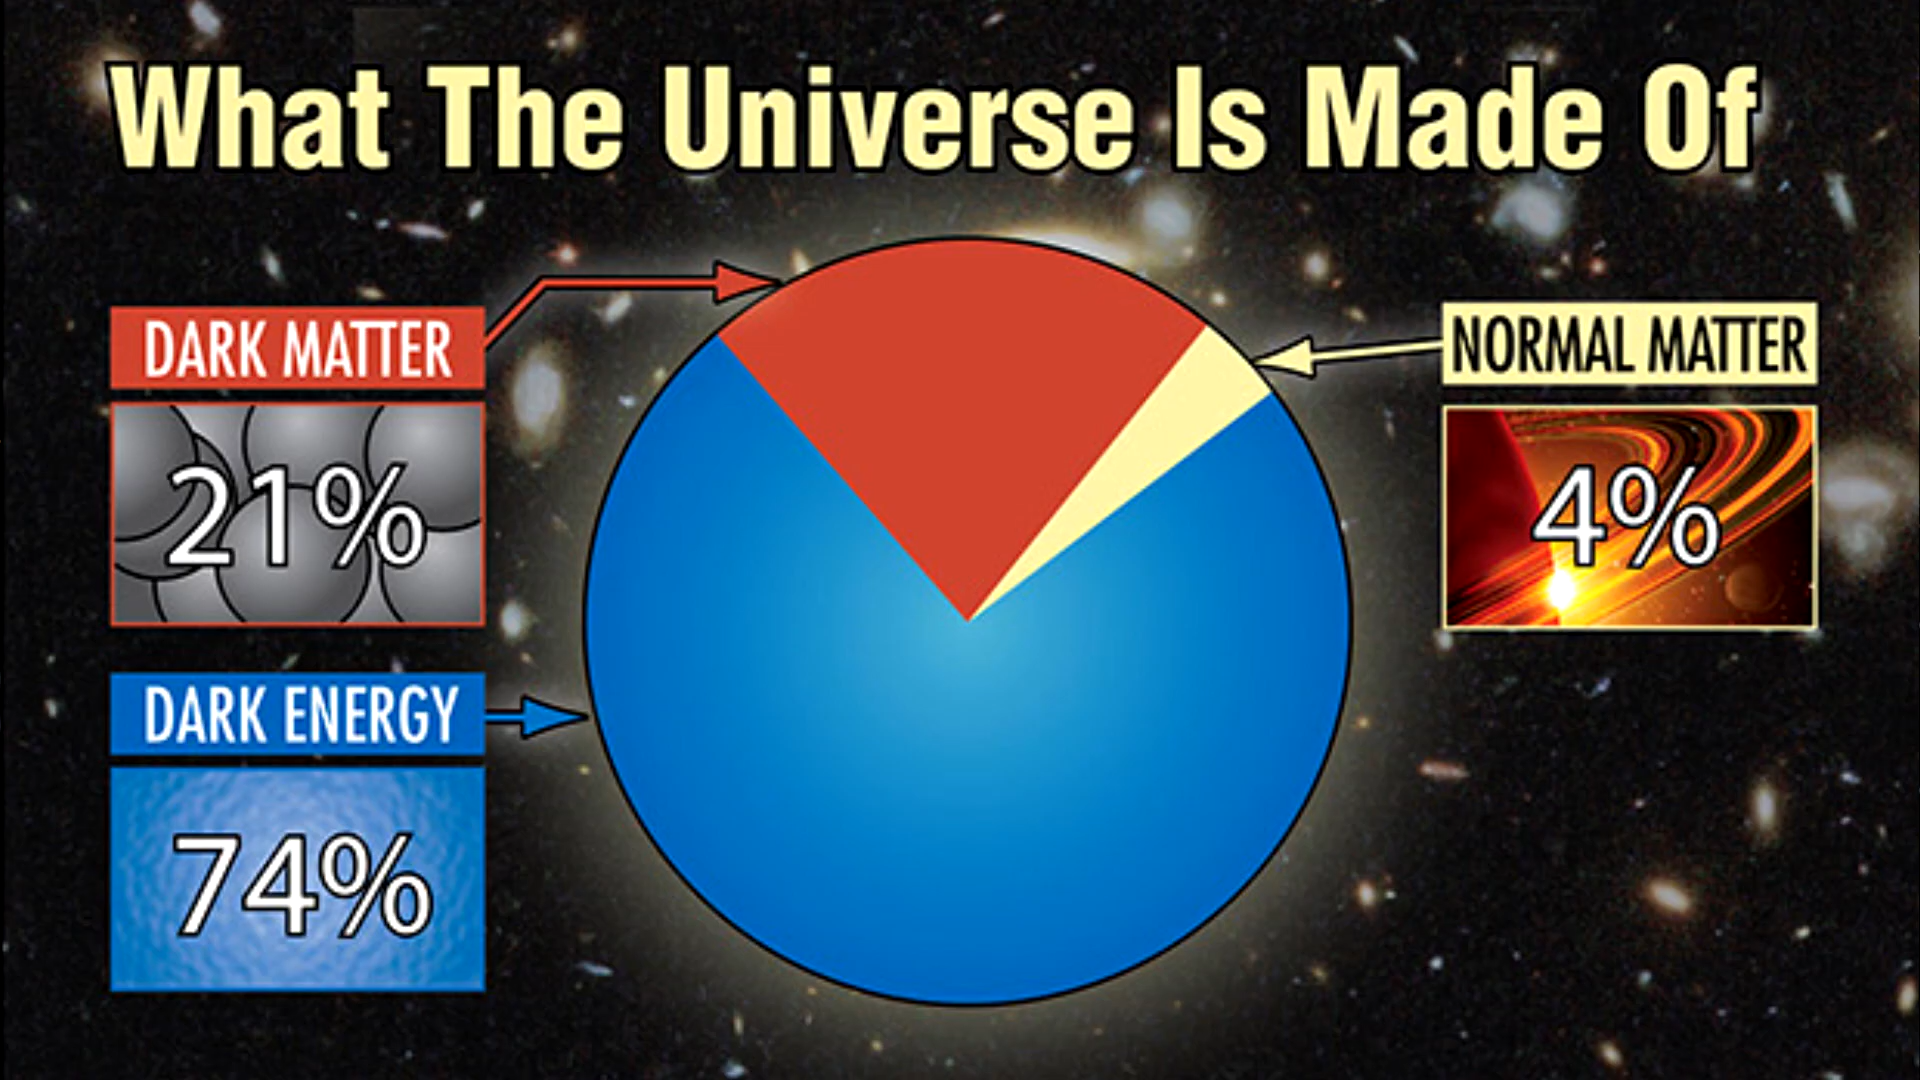 What The Universe Is Made Of
DARK MATTER
21%
DARK ENERGY
74%
NORMAL MATTER
4%